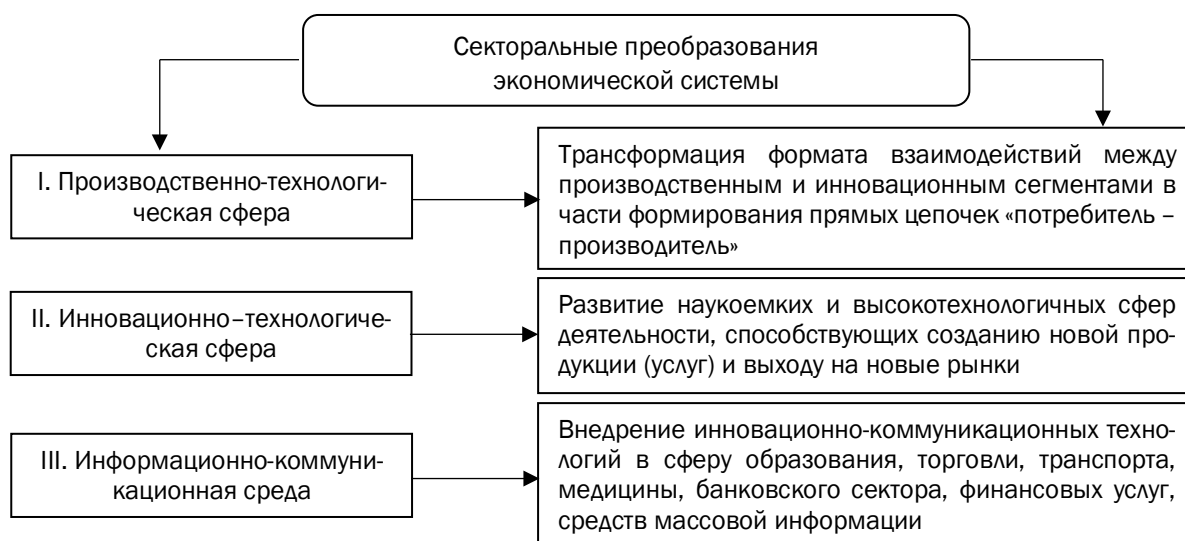 Секторальные преобразования
экономической системы
I. Производственно-технологи-
ческая сфера
Трансформация формата взаимодействий между
производственным и инновационным сегментами в
части формирования прямых цепочек «потребитель –
производитель»
II. Инновационно–технологиче-
ская сфера
Развитие наукоемких и высокотехнологичных сфер
деятельности, способствующих созданию новой про-
дукции (услуг) и выходу на новые рынки
III. Информационно-коммуни-
кационная среда
Внедрение инновационно-коммуникационных техно-
логий в сферу образования, торговли, транспорта,
медицины, банковского сектора, финансовых услуг,
средств массовой информации